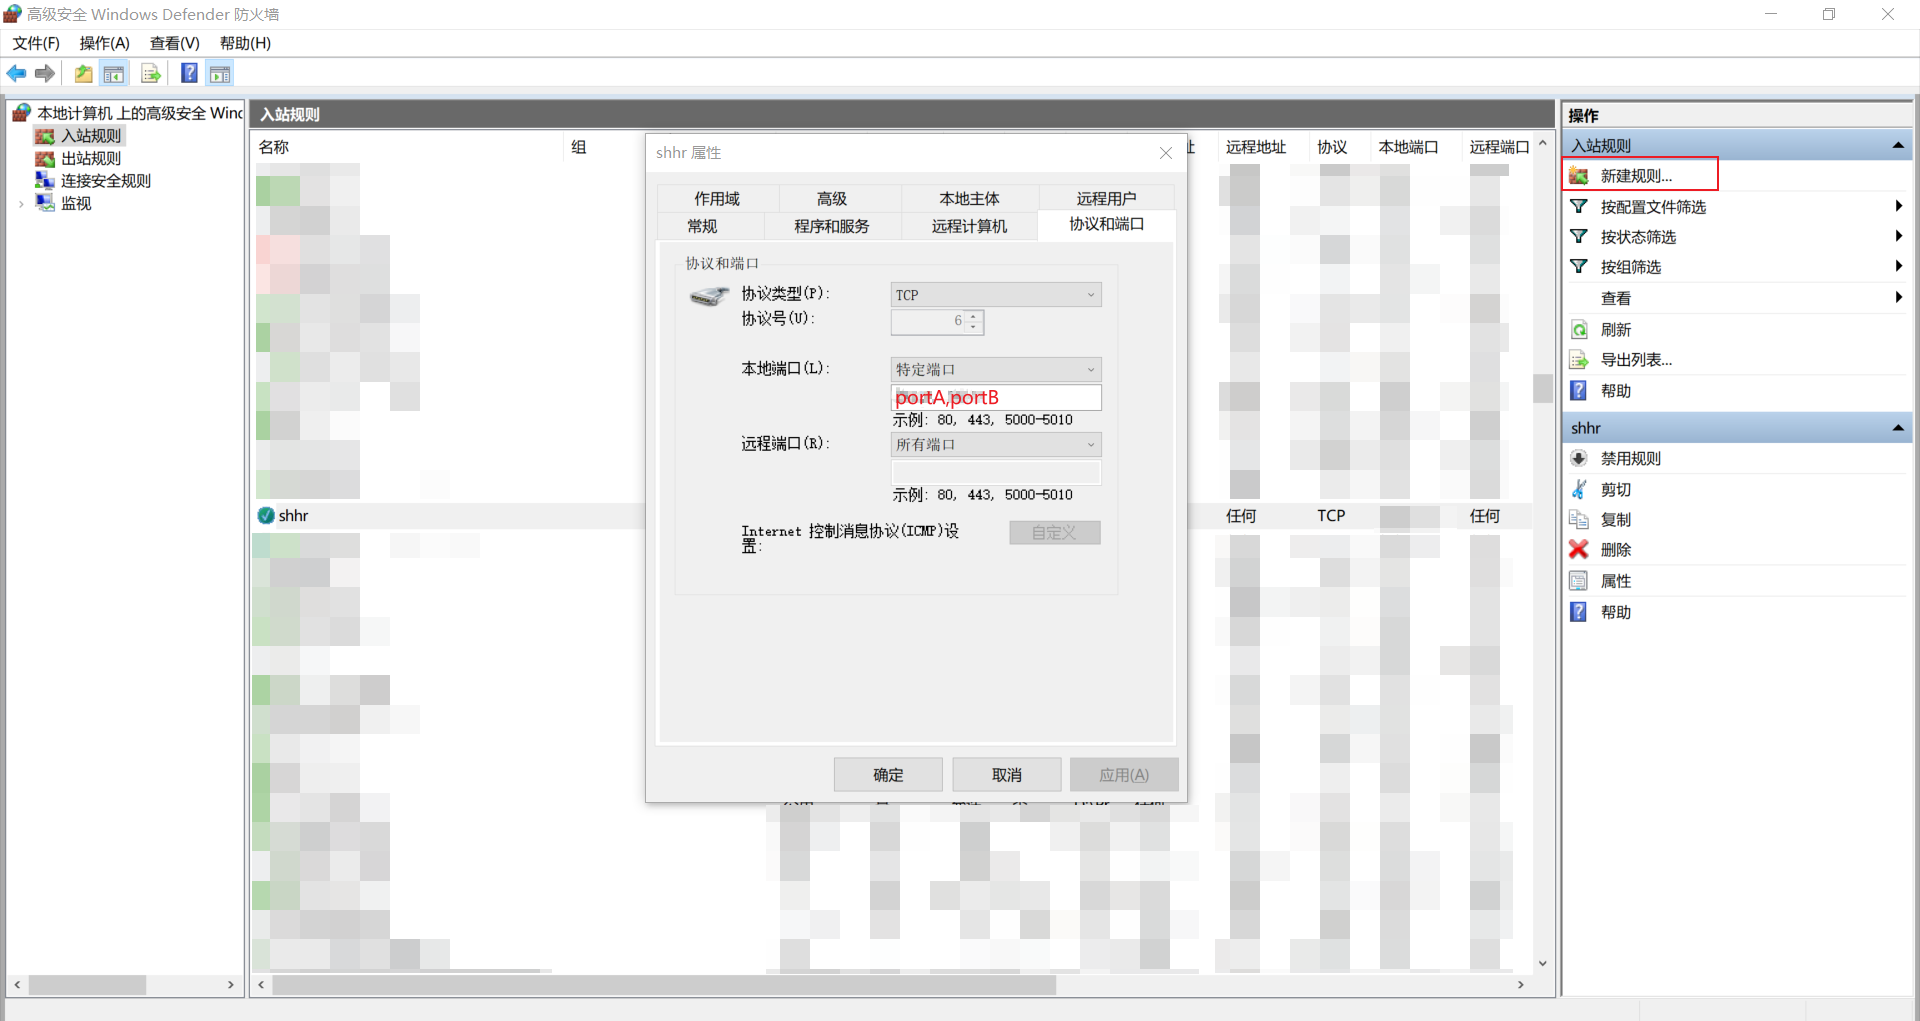 高级安全 Windows Defender 防火墙
文件(F) 操作(A) 查看(V) 帮助(H)
本地计算机 上的高级安全 Wind
入站规则
出站规则
连接安全规则
监视
入站规则
名称 组 址 远程地址 协议 本地端口 远程端口
shhr 任何 TCP 任何
shhr 属性
作用域 高级 本地主体 远程用户
常规 程序和服务 远程计算机 协议和端口
协议和端口
协议类型(P): TCP
协议号(U): 6
本地端口(L): 特定端口
portA,portB
示例: 80, 443, 5000-5010
远程端口(R): 所有端口
示例: 80, 443, 5000-5010
Internet 控制消息协议(ICMP)设
置: 自定义
确定 取消 应用(A)
操作
入站规则
新建规则...
按配置文件筛选
按状态筛选
按组筛选
查看
刷新
导出列表...
帮助
shhr
禁用规则
剪切
复制
删除
属性
帮助